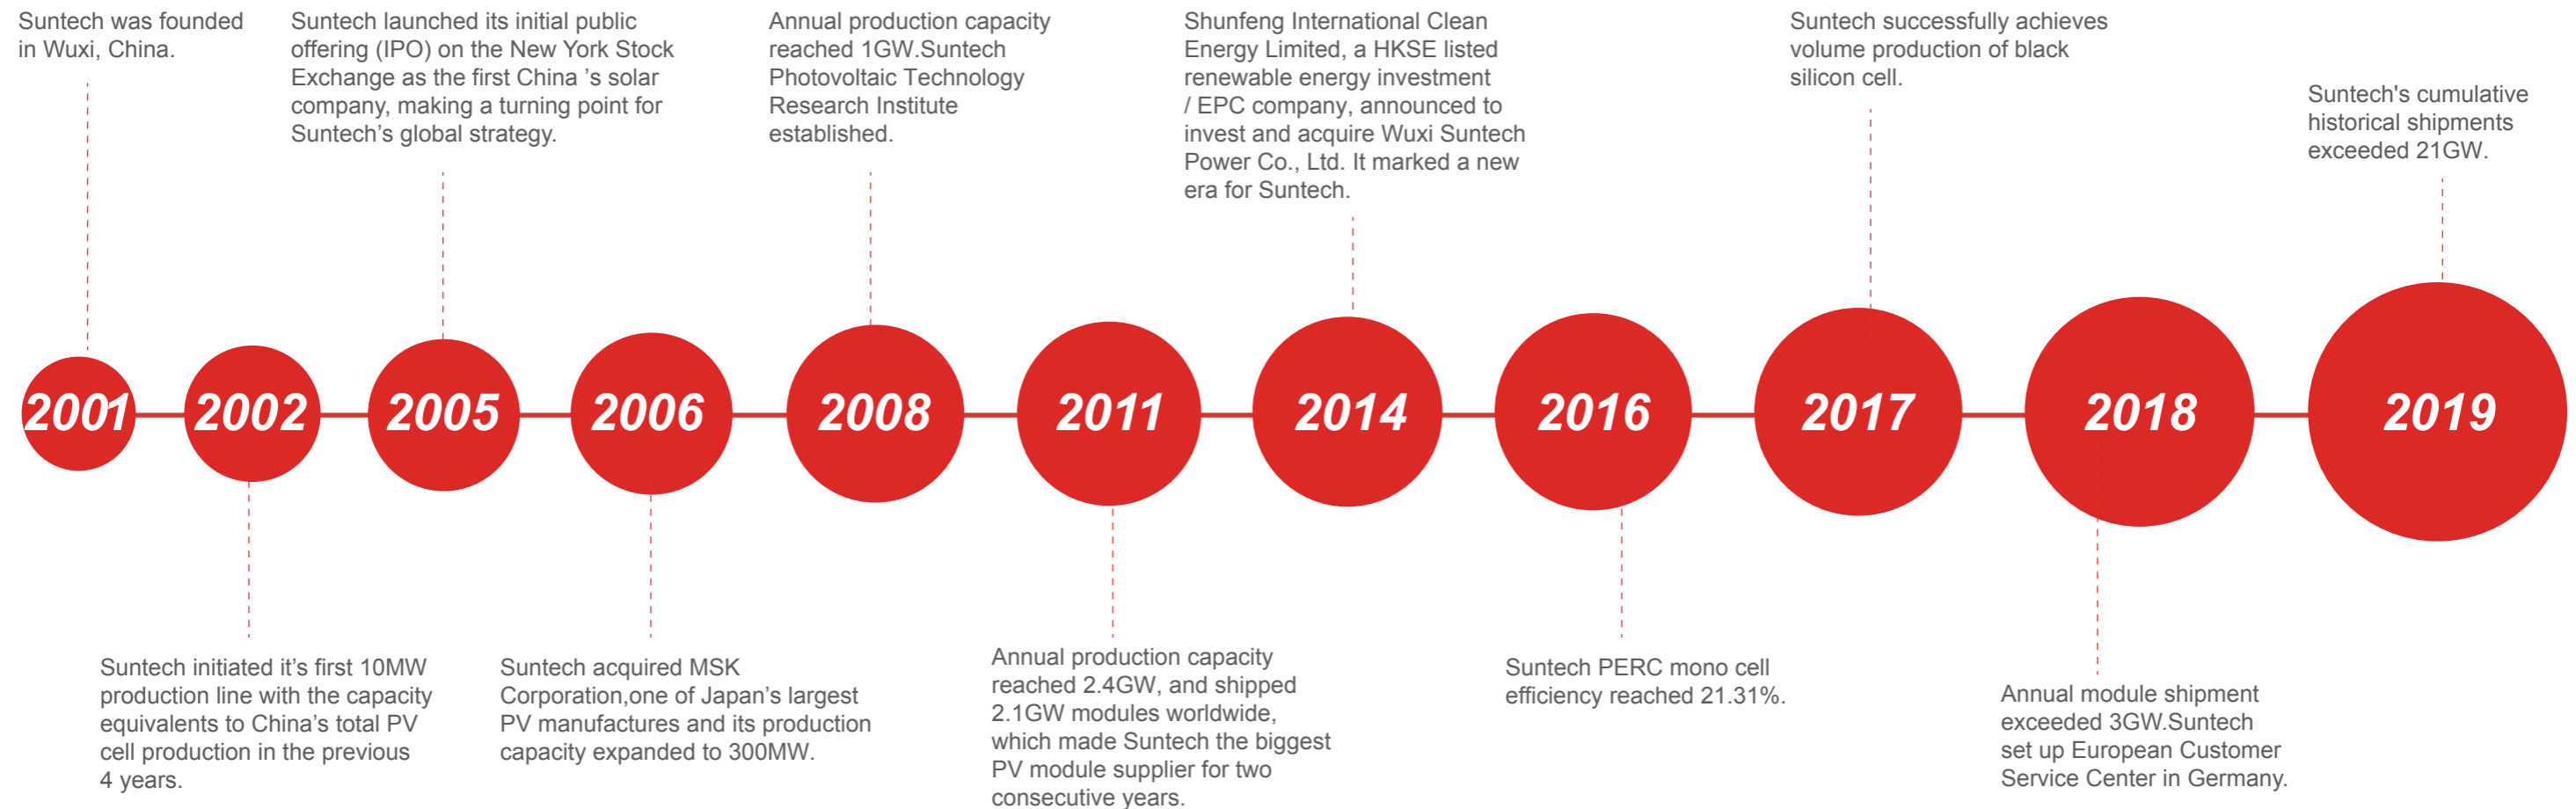 Suntech was founded
in Wuxi, China.
Suntech launched its initial public
offering (IPO) on the New York Stock
Exchange as the first China 's solar
company, making a turning point for
Suntech’s global strategy.
Annual production capacity
reached 1GW.Suntech
Photovoltaic Technology
Research Institute
established.
Shunfeng International Clean
Energy Limited, a HKSE listed
renewable energy investment
/ EPC company, announced to
invest and acquire Wuxi Suntech
Power Co., Ltd. It marked a new
era for Suntech.
Suntech successfully achieves
volume production of black
silicon cell.
Suntech's cumulative
historical shipments
exceeded 21GW.
2001
2002
2005
2006
2008
2011
2014
2016
2017
2018
2019
Suntech initiated it’s first 10MW
production line with the capacity
equivalents to China’s total PV
cell production in the previous
4 years.
Suntech acquired MSK
Corporation,one of Japan’s largest
PV manufactures and its production
capacity expanded to 300MW.
Annual production capacity
reached 2.4GW, and shipped
2.1GW modules worldwide,
which made Suntech the biggest
PV module supplier for two
consecutive years.
Suntech PERC mono cell
efficiency reached 21.31%.
Annual module shipment
exceeded 3GW.Suntech
set up European Customer
Service Center in Germany.